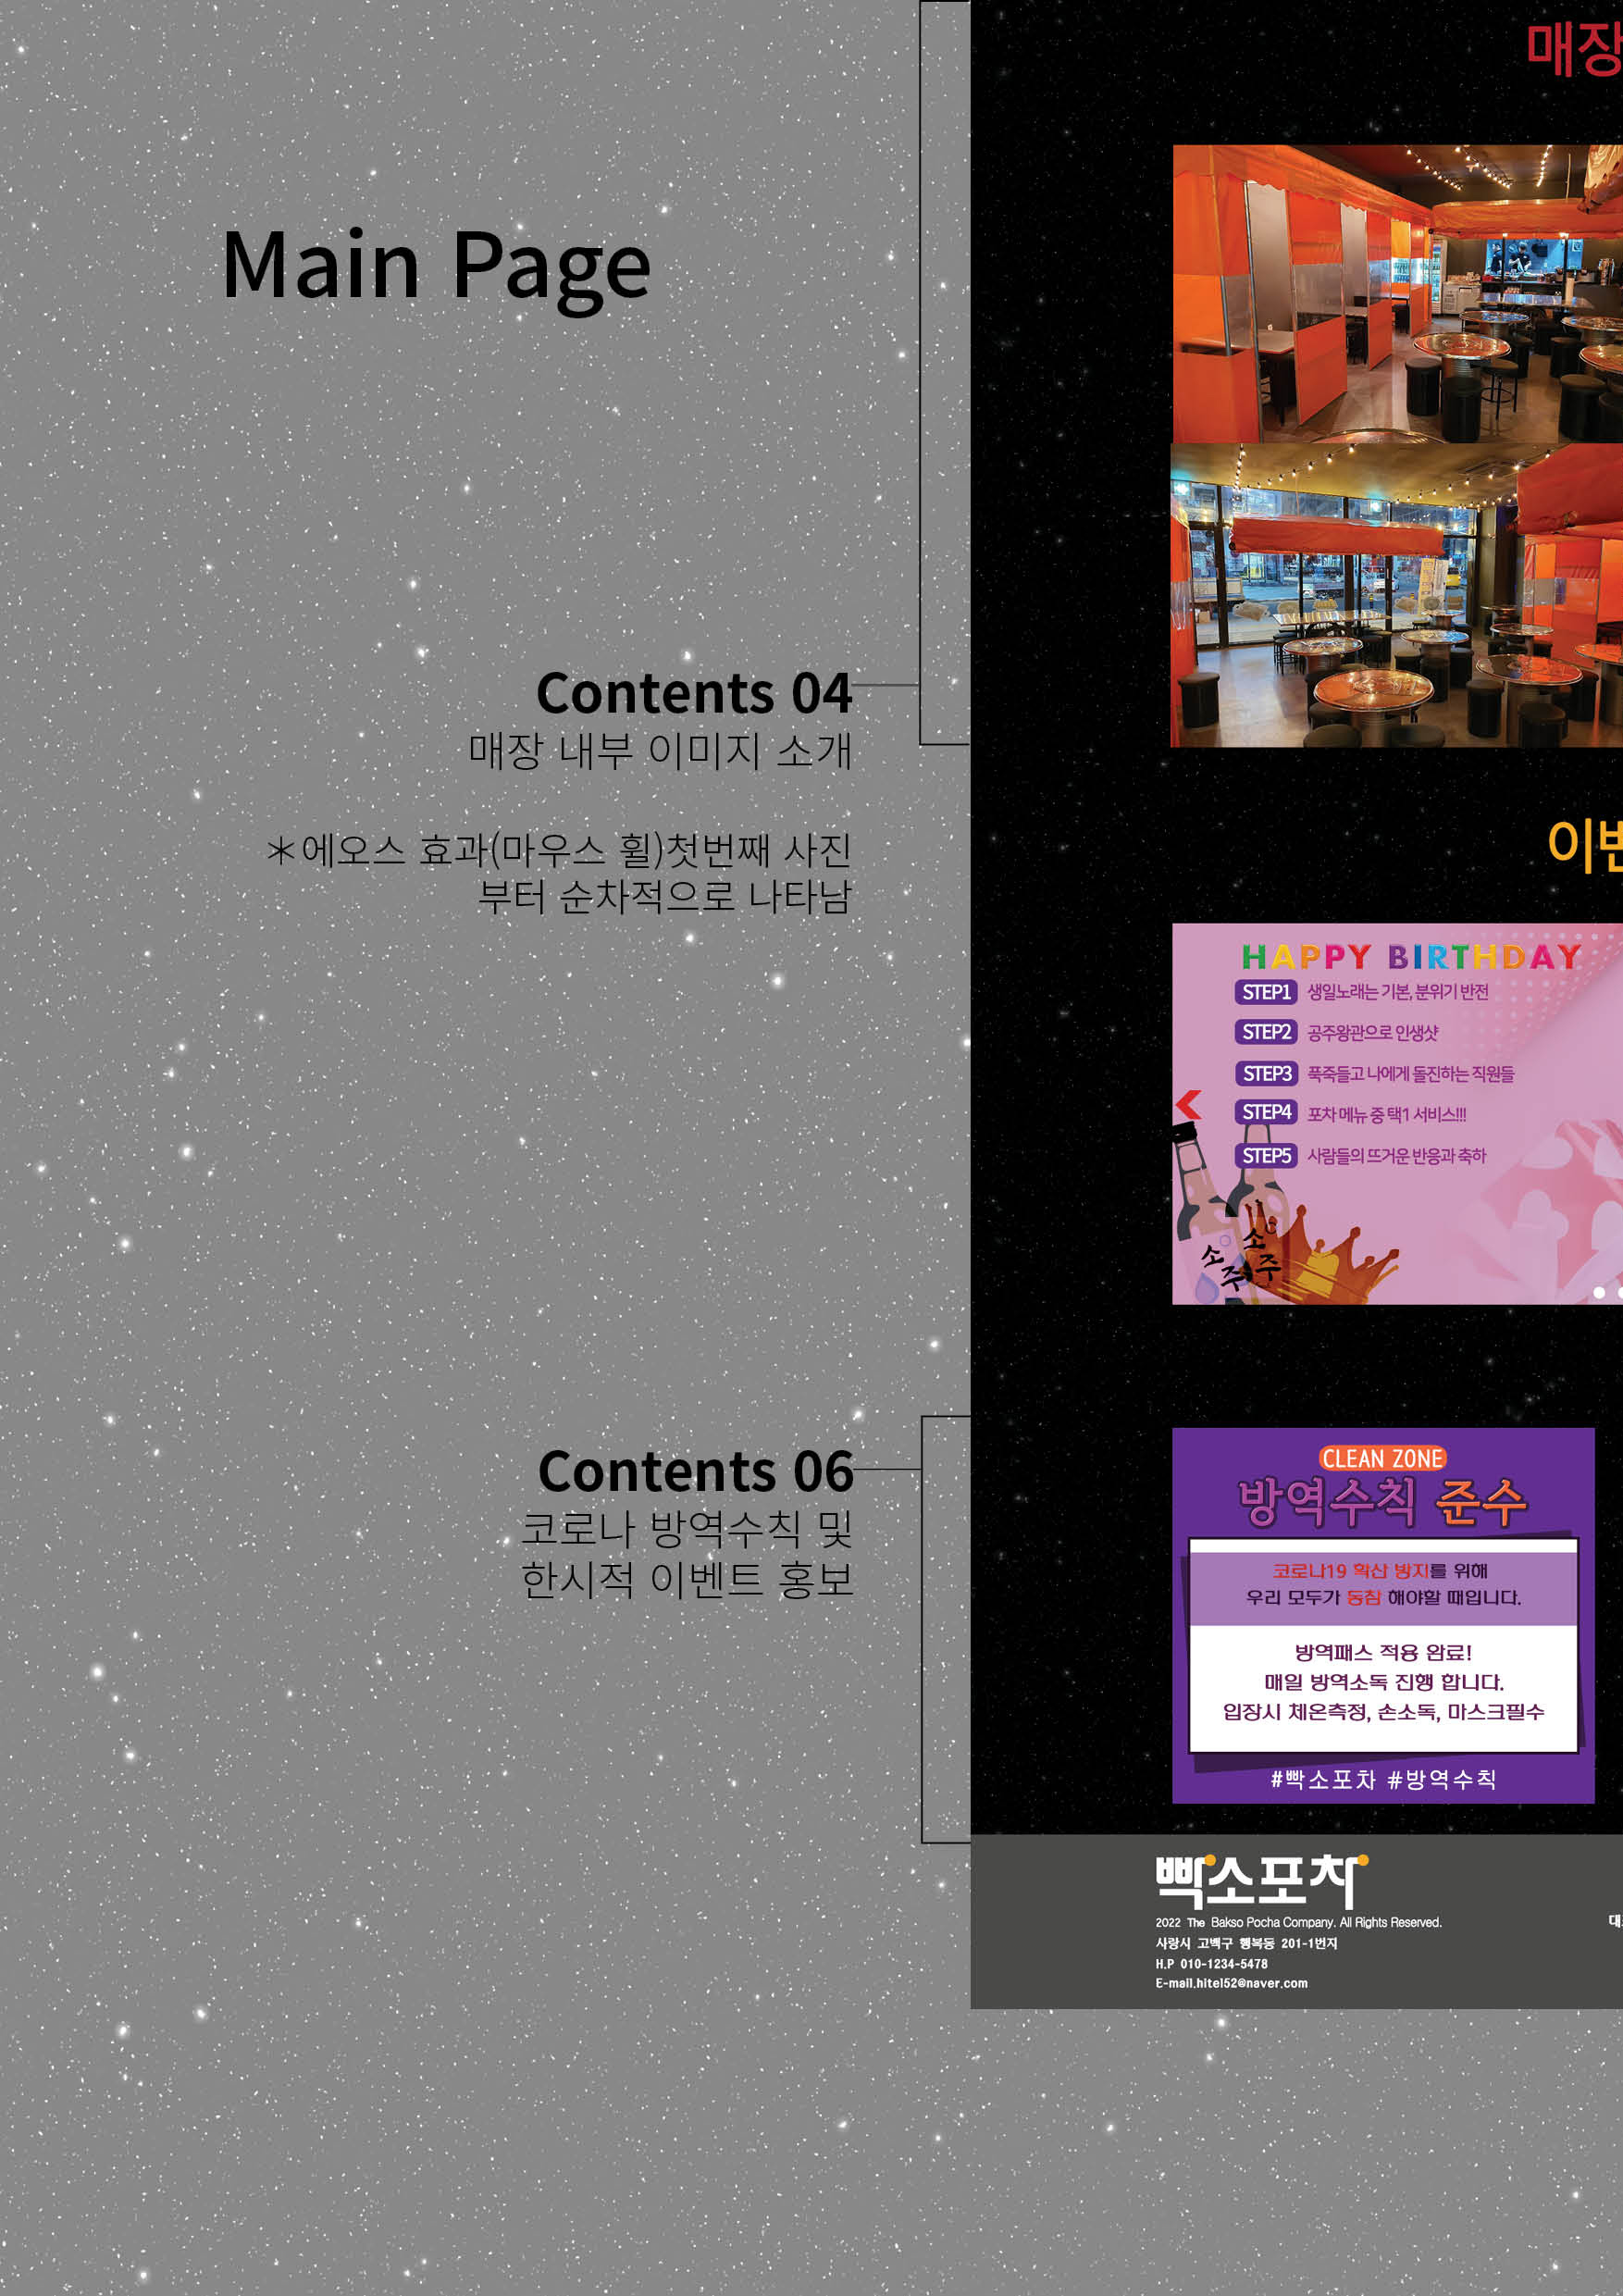 매장
Main Page
Contents 04
매장 내부 이미지 소개
*에오스 효과(마우스 휠)첫번째 사진
부터 순차적으로 나타남
이벤
HAPPY BIRTHDAY
STEP1 생일노래는 기본, 분위기 반전
STEP2 공주왕관으로 인생샷
STEP3 폭죽들고 나에게 돌진하는 직원들
STEP4 포차 메뉴 중 택1 서비스!!!
STEP5 사람들의 뜨거운 반응과 축하
소주
소주
Contents 06
코로나 방역수칙 및
한시적 이벤트 홍보
CLEAN ZONE
방역수칙 준수
코로나19 확산 방지를 위해
우리 모두가 동참 해야할 때입니다.
방역패스 적용 완료!
매일 방역소독 진행 합니다.
입장시 체온측정, 손소독, 마스크필수
#빡소포차 #방역수칙
빡소포차
2022 The Bakso Pocha Company. All Rights Reserved.
사랑시 고백구 행복동 201-1번지
H.P 010-1234-5478
E-mail.hitel52@naver.com